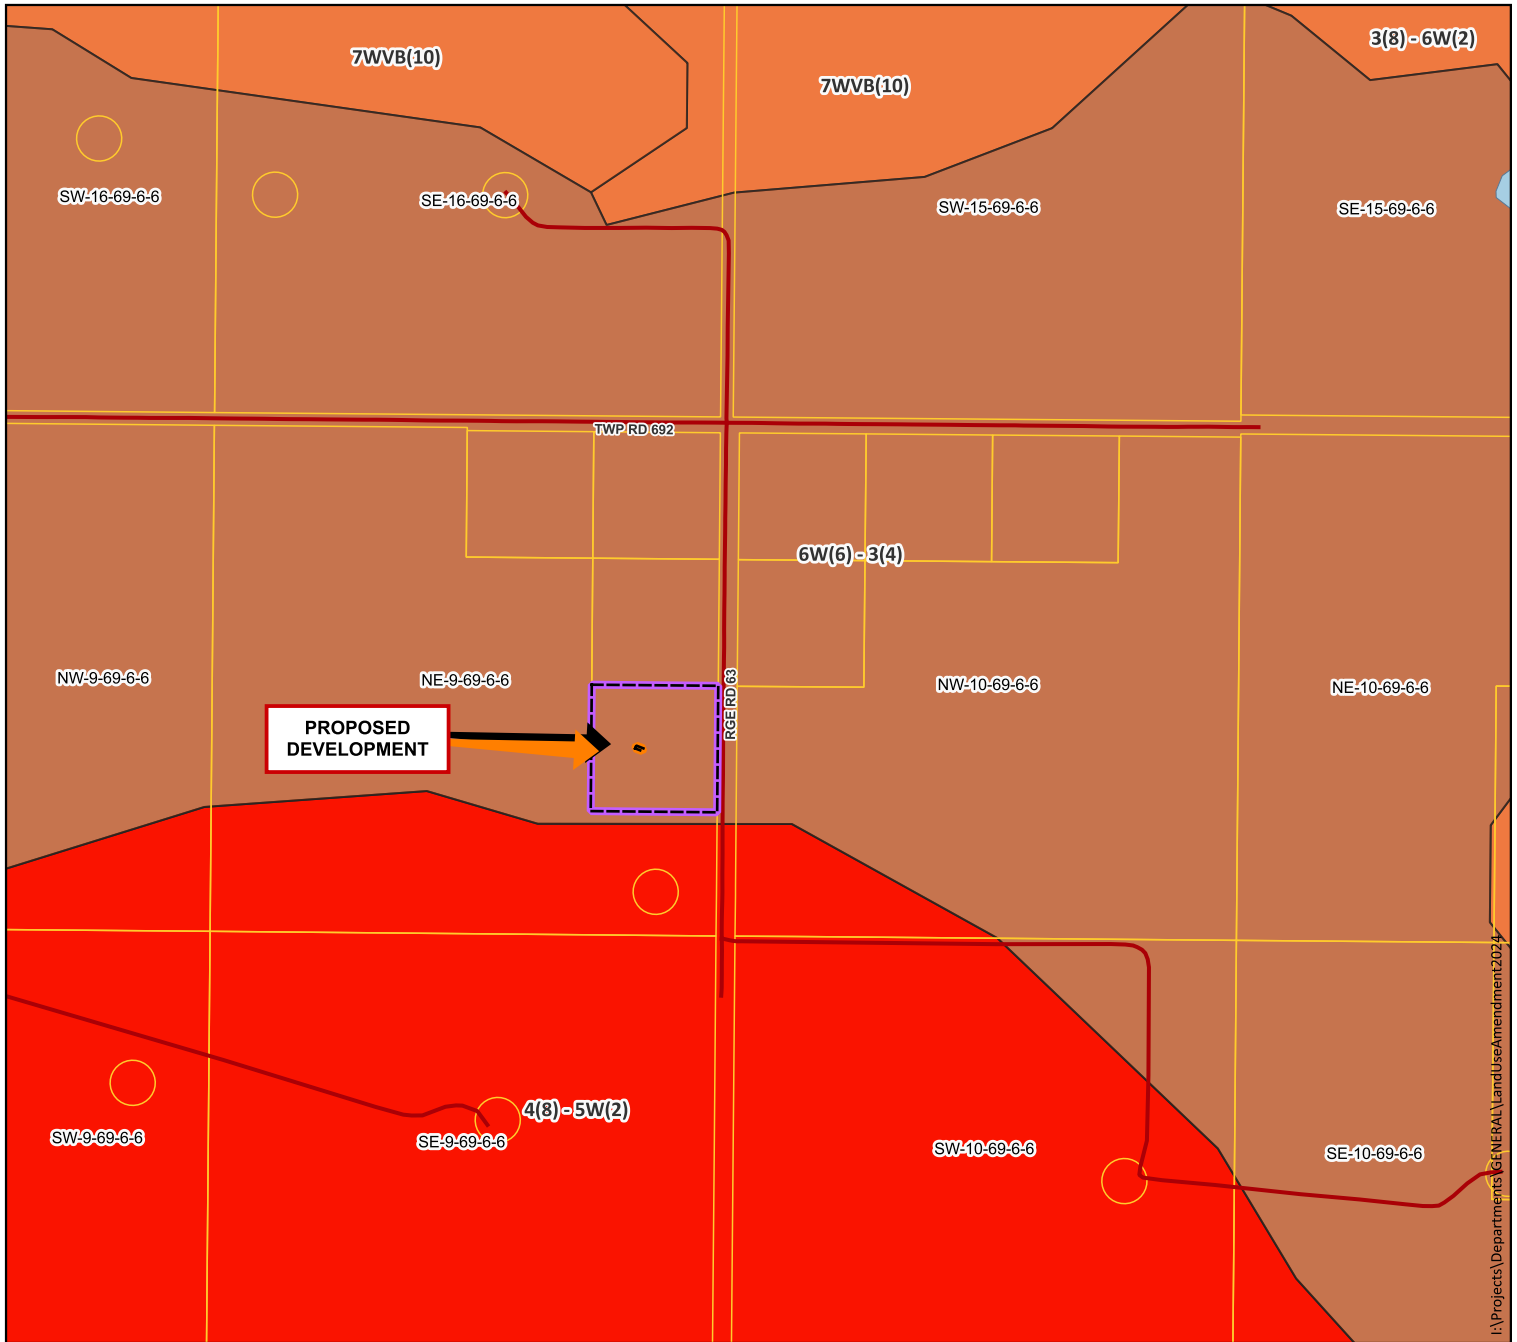 3(8) - 6W(2)
7WVB(10)
7WVB(10)
SW-16-69-6-6
SE-16-69-6-6
SW-15-69-6-6
SE-15-69-6-6
TWP RD 692
6W(6) - 3(4)
NW-9-69-6-6
NE-9-69-6-6
RGE RD 63
NW-10-69-6-6
NE-10-69-6-6
PROPOSED
DEVELOPMENT
4(8) - 5W(2)
SW-9-69-6-6
SE-9-69-6-6
SW-10-69-6-6
SE-10-69-6-6
I:\Projects\Departments\GENERAL\LandUseAmendment2024